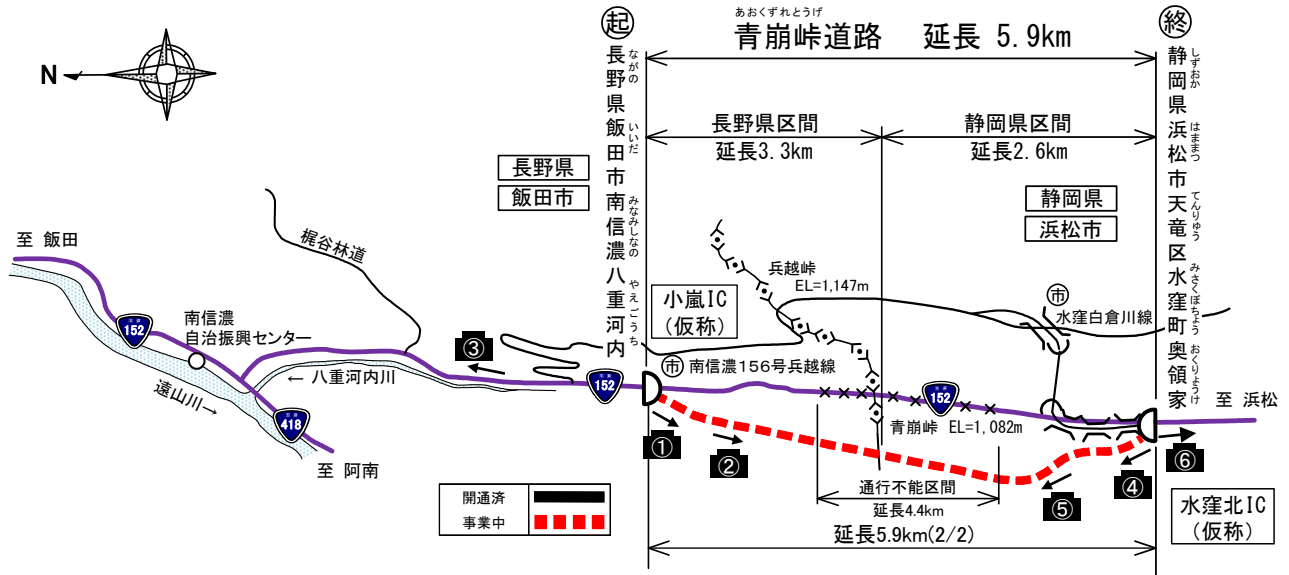 起
あおくずれとうげ
青崩峠道路　延長 5.9km
終
長野県飯田市南信濃八重河内
ながの
いいだ
みなみしなの
やえごうち
静岡県浜松市天竜区水窪町奥領家
しずおか
はままつ
てんりゅう
みさくぼちょう
おくりょうけ
N
長野県区間
延長3.3km
静岡県区間
延長2.6km
長野県
飯田市
静岡県
浜松市
至 飯田
梶谷林道
兵越峠
EL=1,147m
小嵐IC
(仮称)
市
水窪白倉川線
国道
152
南信濃
自治振興センター
③
市 南信濃156号兵越線
← 八重河内川
遠山川→
国道
152
国道
152
至 浜松
国道
418
青崩峠 EL=1,082m
至 阿南
①
②
④
⑤
⑥
通行不能区間
延長4.4km
開通済
事業中
延長5.9km(2/2)
水窪北IC
(仮称)